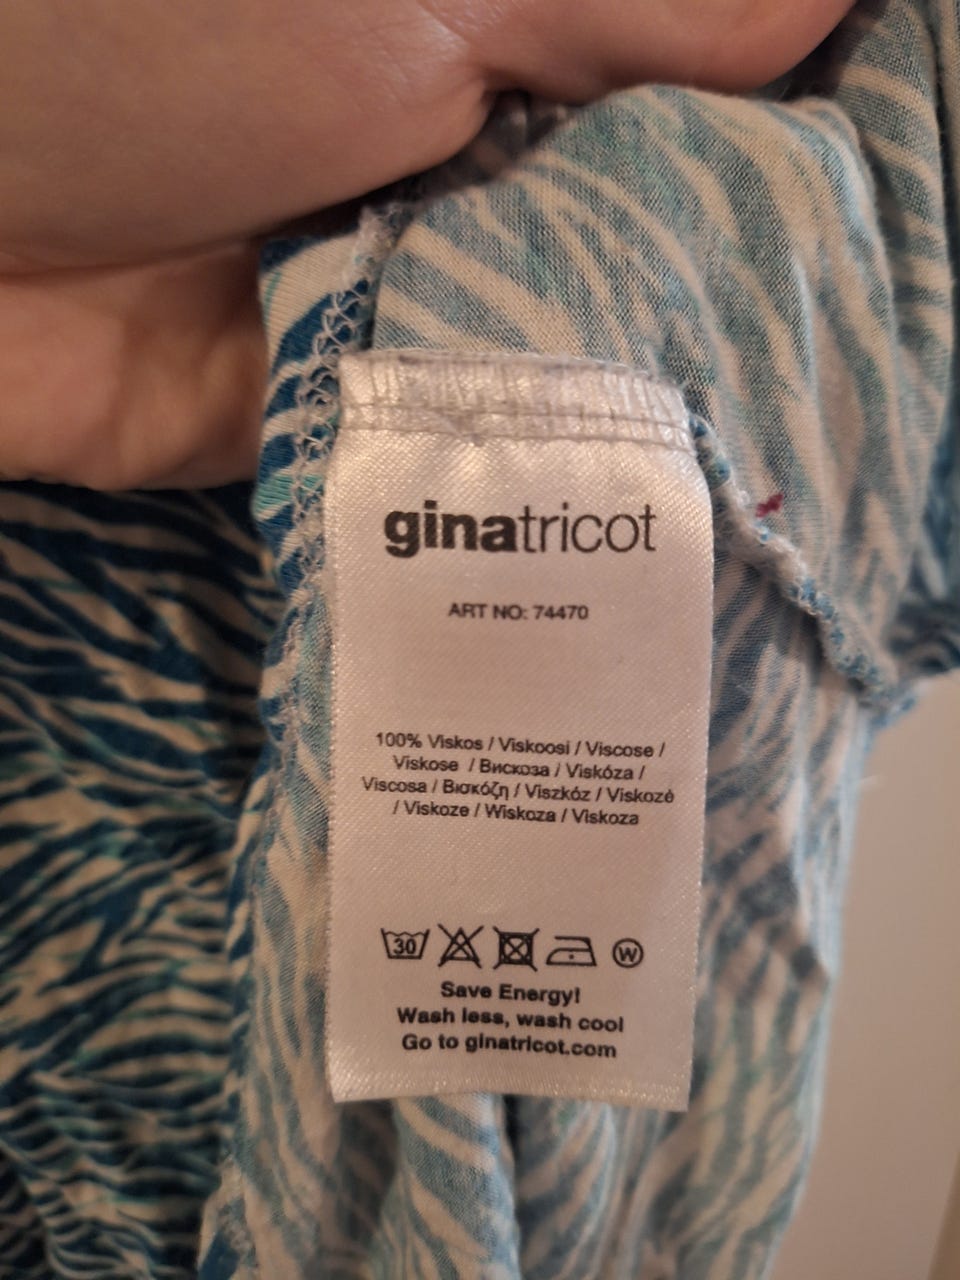 ginatricot
ART NO: 74470
100% Viskos / Viskoosi / Viscose /
Viskose / Вискоза / Viskóza /
Viscosa / Βισκόζη / Viszkóz / Viskozė
/ Viskoze / Wiskoza / Viskoza
30
W
Save Energy!
Wash less, wash cool
Go to ginatricot.com